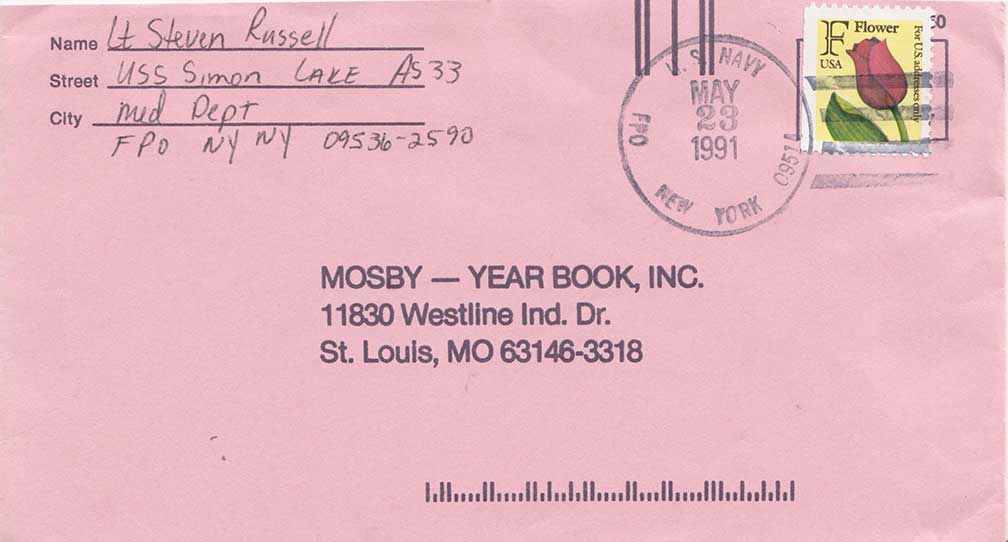 Name Lt Steven Russell
Street USS Simon LAKE AS33
City Med Dept
FPO NY NY 09536-2590
U.S. NAVY
MAY
23
1991
FPO
NEW YORK
F Flower
USA
For U.S. addresses only
MOSBY — YEAR BOOK, INC.
11830 Westline Ind. Dr.
St. Louis, MO 63146-3318